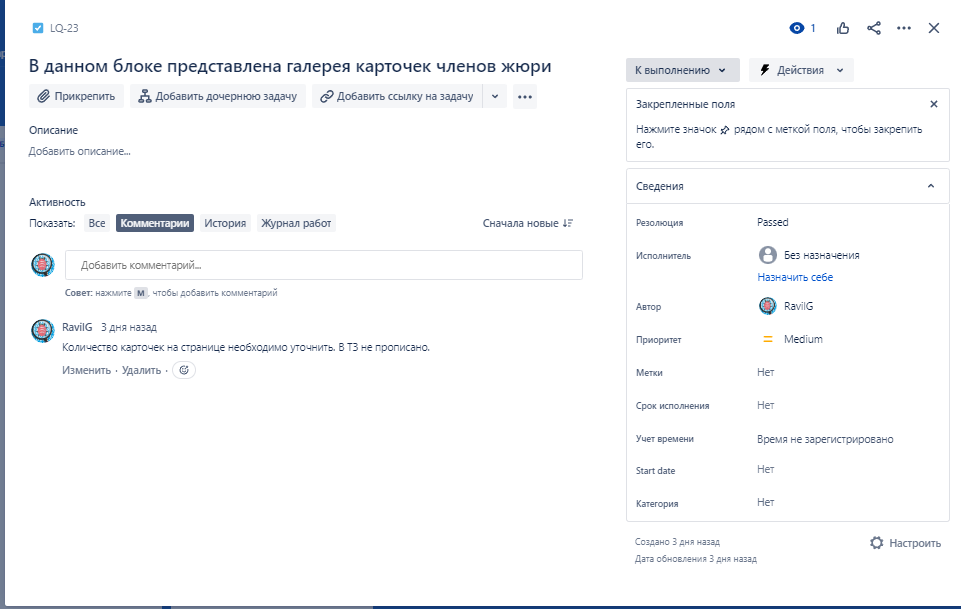 LQ-23
1
В данном блоке представлена галерея карточек членов жюри
Прикрепить
Добавить дочернюю задачу
Добавить ссылку на задачу
Описание
Добавить описание...
Активность
Показать:
Все
Комментарии
История
Журнал работ
Сначала новые
Добавить комментарий...
Совет: нажмите M, чтобы добавить комментарий
RavilG 3 дня назад
Количество карточек на странице необходимо уточнить. В ТЗ не прописано.
Изменить · Удалить ·
К выполнению
Действия
Закрепленные поля
Нажмите значок рядом с меткой поля, чтобы закрепить
его.
Сведения
Резолюция Passed
Исполнитель Без назначения
Назначить себе
Автор RavilG
Приоритет Medium
Метки Нет
Срок исполнения Нет
Учет времени Время не зарегистрировано
Start date Нет
Категория Нет
Создано 3 дня назад
Дата обновления 3 дня назад
Настроить